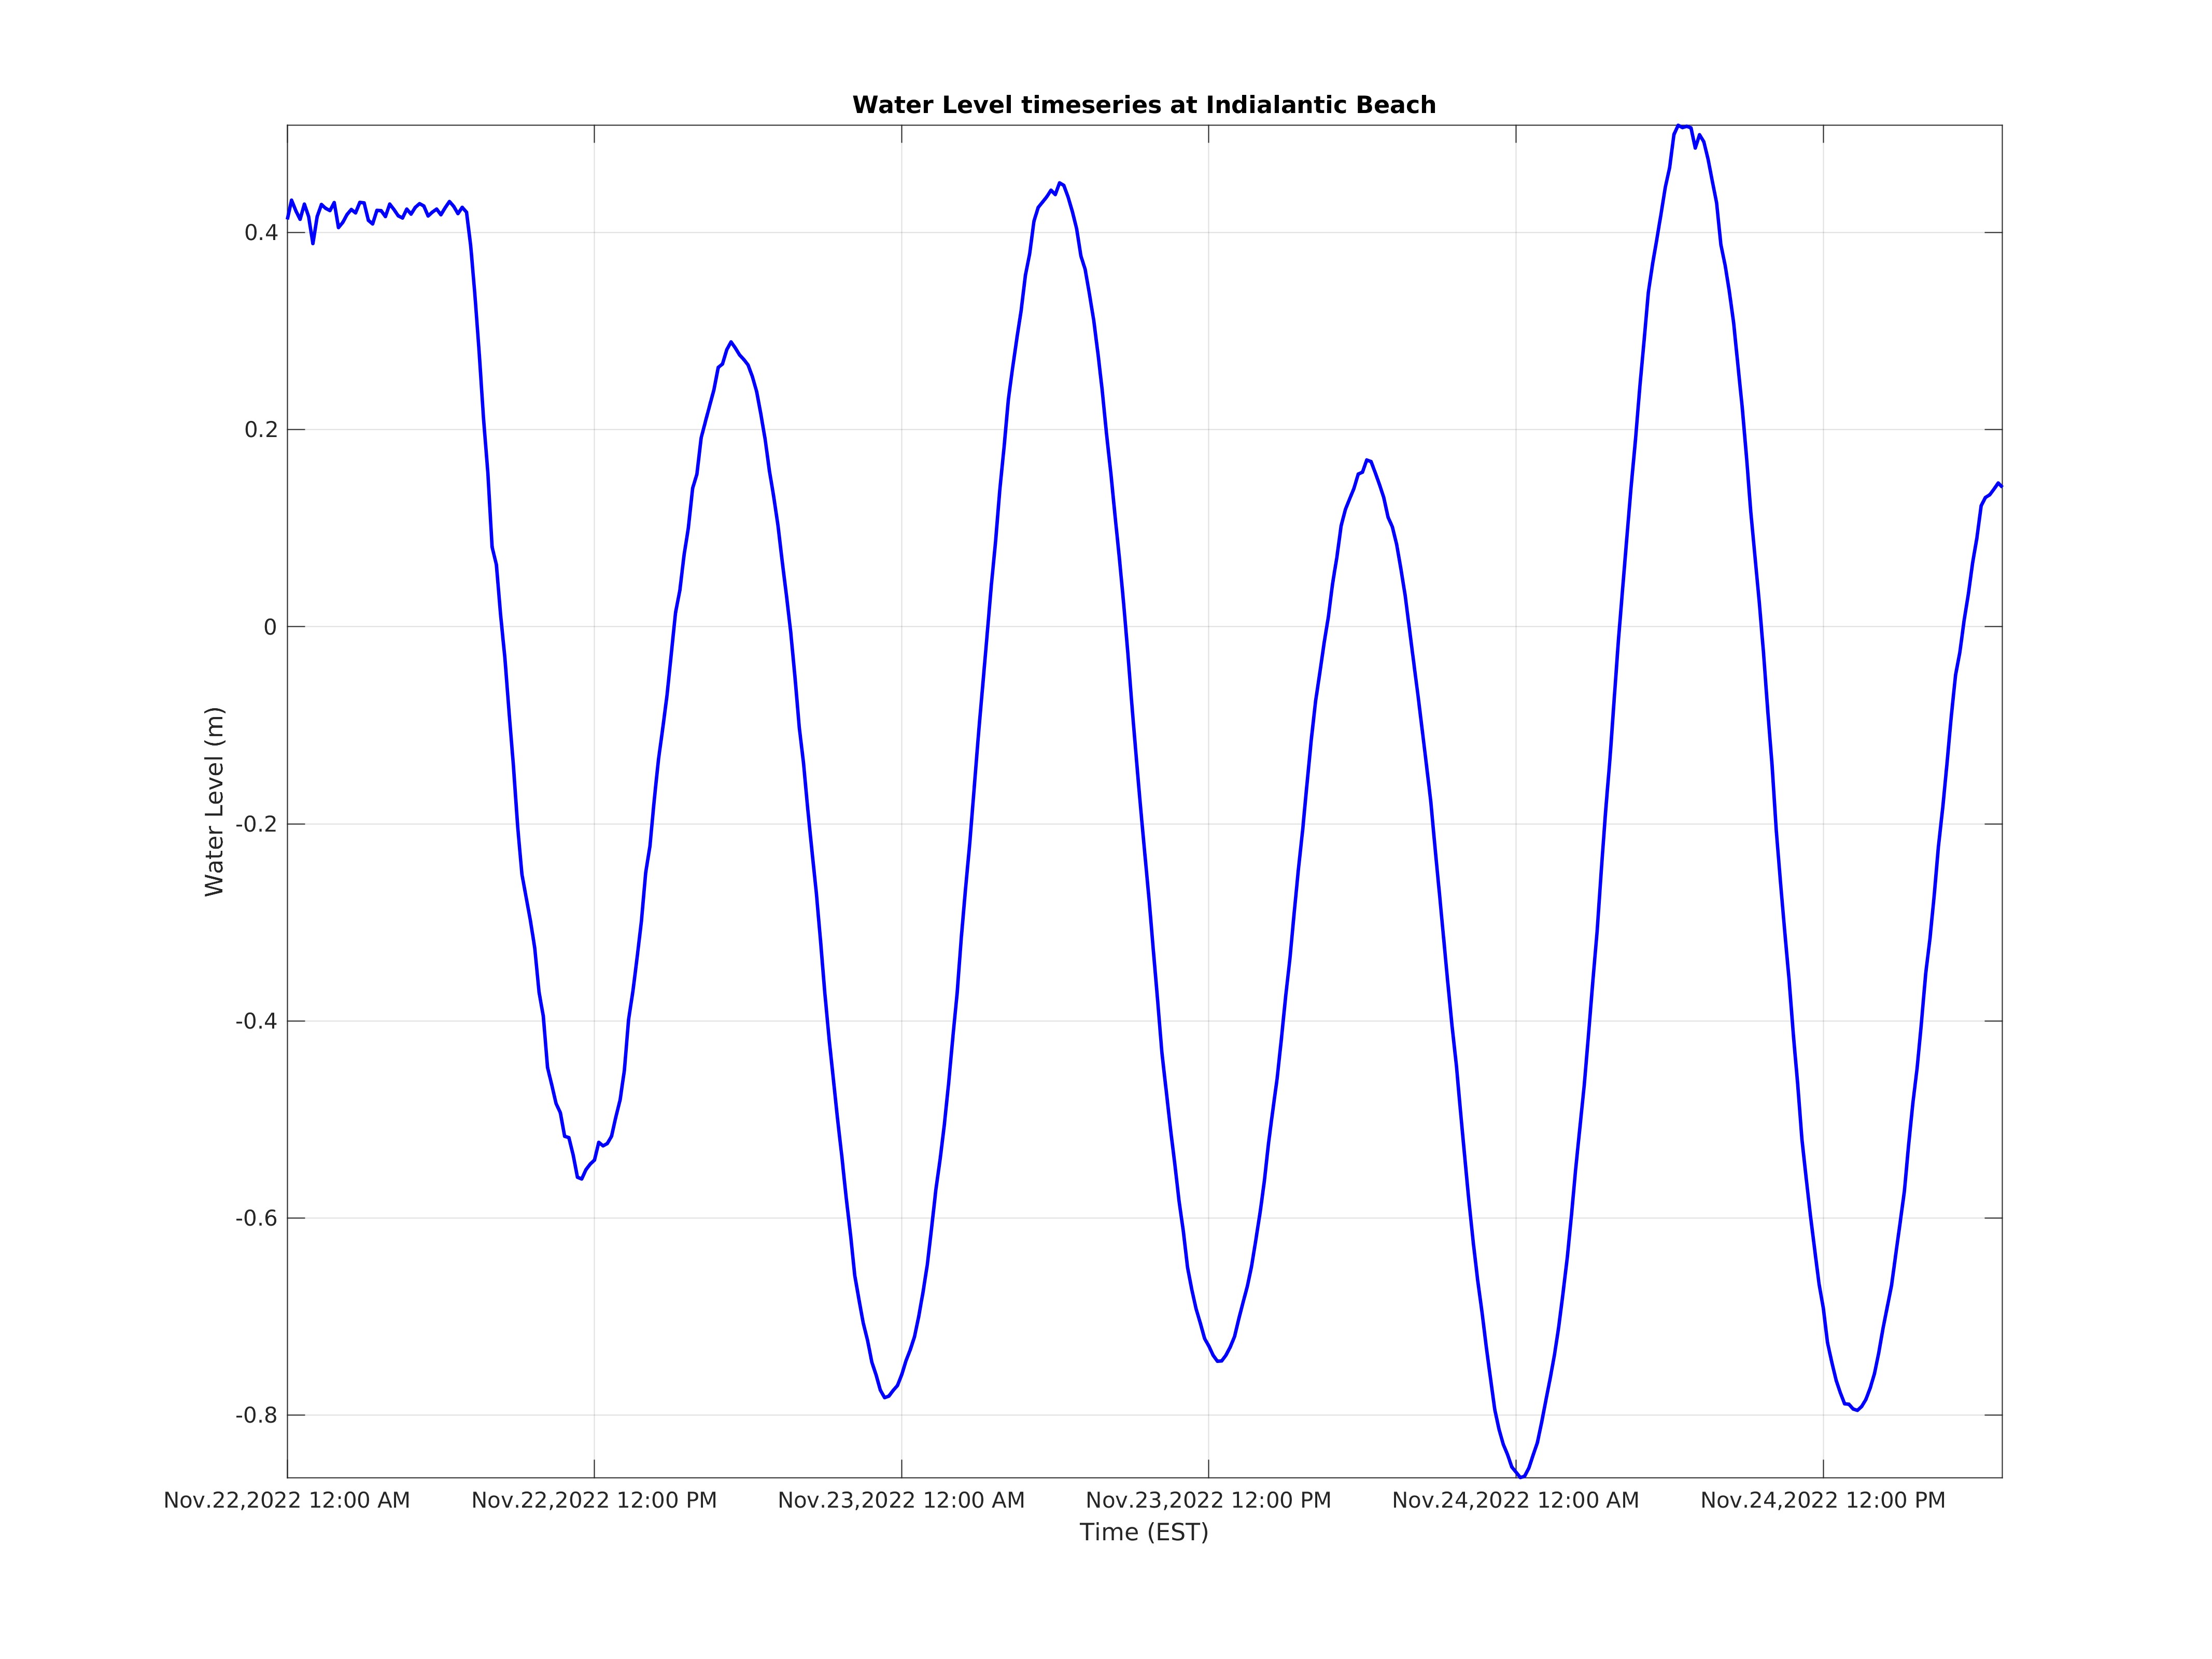 Water Level timeseries at Indialantic Beach
0.4
0.2
0
-0.2
-0.4
-0.6
-0.8
Water Level (m)
Nov.22,2022 12:00 AM
Nov.22,2022 12:00 PM
Nov.23,2022 12:00 AM
Nov.23,2022 12:00 PM
Nov.24,2022 12:00 AM
Nov.24,2022 12:00 PM
Time (EST)